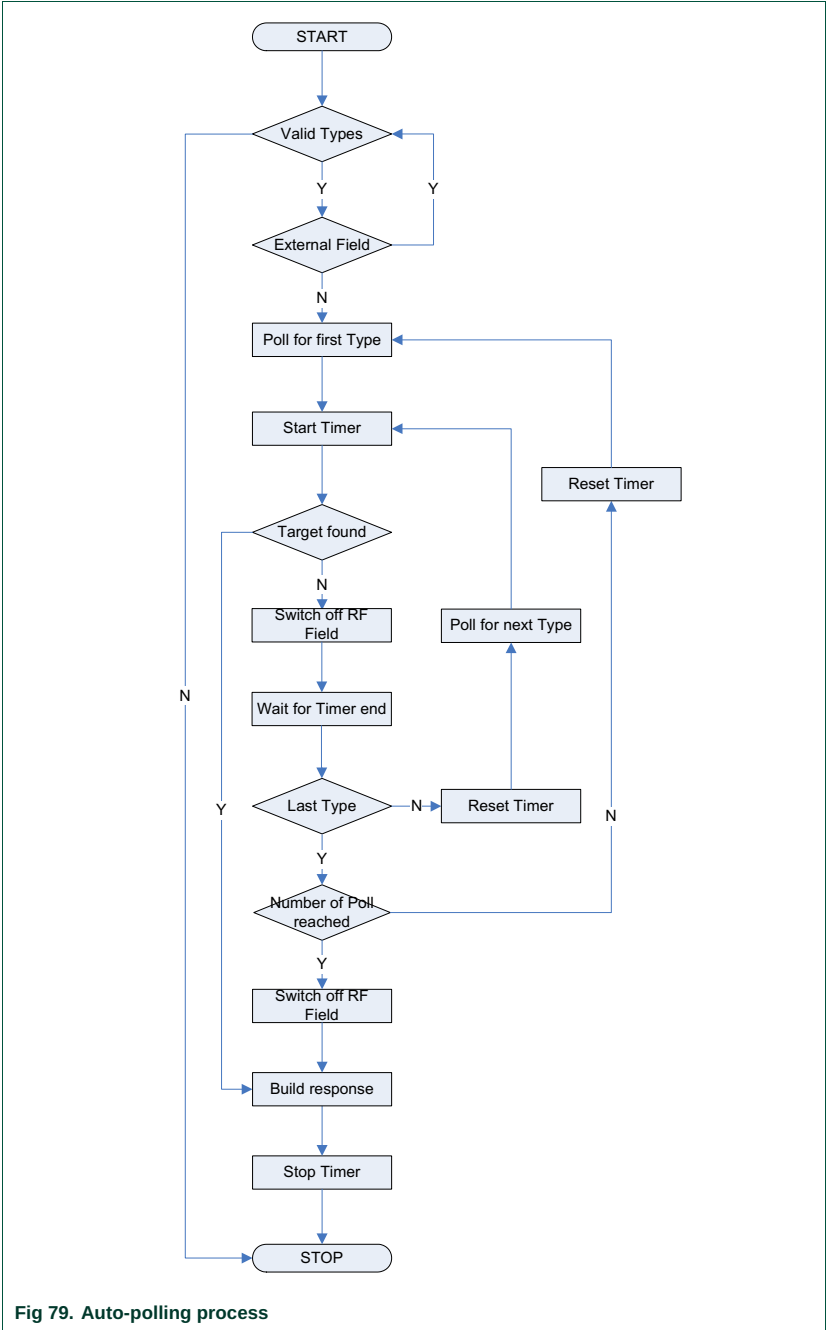 START
Valid Types
Y
Y
External Field
N
Poll for first Type
Start Timer
Reset Timer
Target found
N
Switch off RF
Field
Poll for next Type
N
Wait for Timer end
Last Type
N
Reset Timer
Y
N
Y
Number of Poll
reached
Y
Switch off RF
Field
Build response
Stop Timer
STOP
Fig 79. Auto-polling process